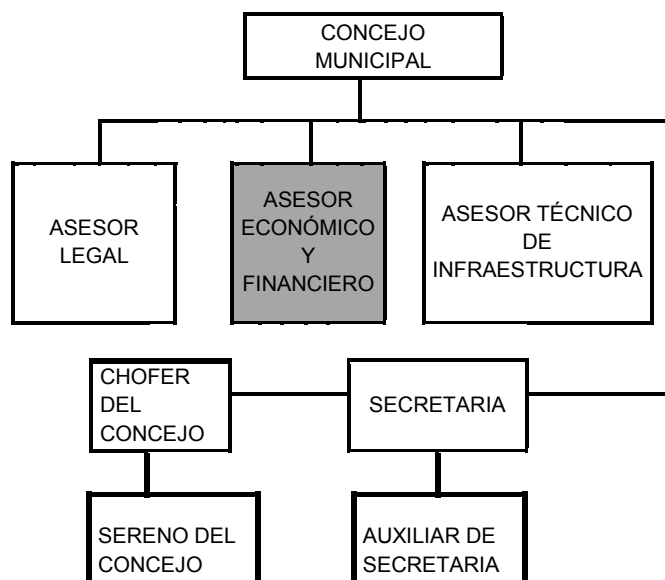 CONCEJO
MUNICIPAL
ASESOR
LEGAL
ASESOR
ECONÓMICO
Y
FINANCIERO
ASESOR TÉCNICO
DE
INFRAESTRUCTURA
CHOFER
DEL
CONCEJO
SECRETARIA
SERENO DEL
CONCEJO
AUXILIAR DE
SECRETARIA